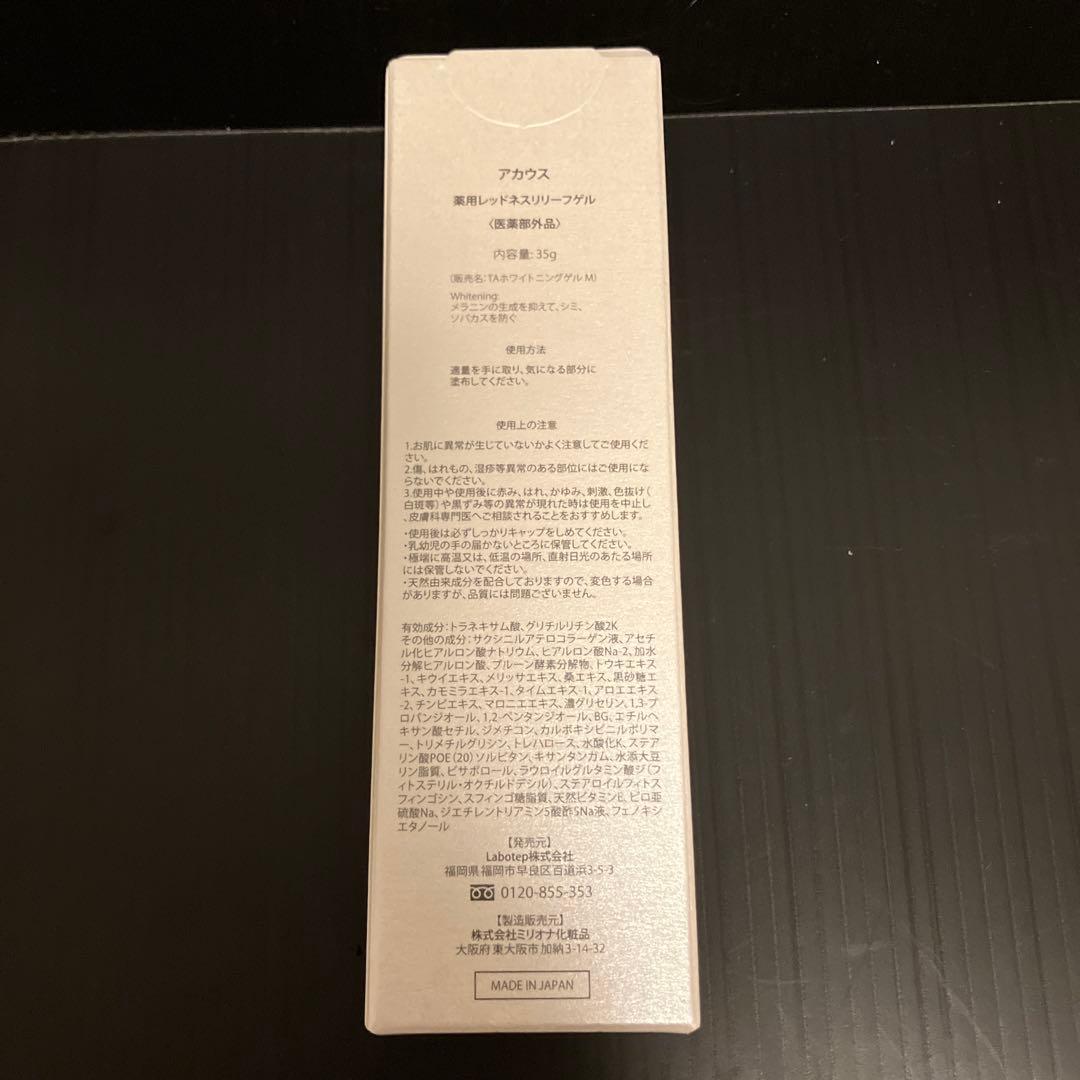 アカウス
薬用レッドネスリリーフゲル
〈医薬部外品〉
内容量: 35g
(販売名:TAホワイトニングゲル M)
Whitening:
メラニンの生成を抑えて、シミ、
ソバカスを防ぐ
使用方法
適量を手に取り、気になる部分に
塗布してください。
使用上の注意
1.お肌に異常が生じていないかよく注意してご使用くだ
さい。
2.傷、はれもの、湿疹等異常のある部位にはご使用にな
らないでください。
3.使用中や使用後に赤み、はれ、かゆみ、刺激、色抜け(
白斑等)や黒ずみ等の異常が現れた時は使用を中止し
、皮膚科専門医へご相談されることをおすすめします。
・使用後は必ずしっかりキャップをしめてください。
・乳幼児の手の届かないところに保管してください。
・極端に高温又は、低温の場所、直射日光のあたる場所
には保管しないでください。
・天然由来成分を配合しておりますので、変色する場合
がありますが、品質には問題ございません。
有効成分:トラネキサム酸、グリチルリチン酸2K
その他の成分:サクシニルアテロコラーゲン液、アセチ
ル化ヒアルロン酸ナトリウム、ヒアルロン酸Na-2、加水
分解ヒアルロン酸、プルーン酵素分解物、トウキエキス
-1、キウイエキス、メリッサエキス、桑エキス、黒砂糖エ
キス、カモミラエキス-1、タイムエキス-1、アロエエキス
-2、チンピエキス、マロニエエキス、濃グリセリン、1,3-プ
ロパンジオール、1,2-ペンタンジオール、BG、エチルヘ
キサン酸セチル、ジメチコン、カルボキシビニルポリマ
ー、トリメチルグリシン、トレハロース、水酸化K、ステア
リン酸POE(20)ソルビタン、キサンタンガム、水添大豆
リン脂質、ビサボロール、ラウロイルグルタミン酸ジ(フ
ィトステリル・オクチルドデシル)、ステアロイルフィトス
フィンゴシン、スフィンゴ糖脂質、天然ビタミンE、ピロ亜
硫酸Na、ジエチレントリアミン5酢酸5Na液、フェノキシ
エタノール
【発売元】
Labotep株式会社
福岡県福岡市早良区百道浜3-5-3
0120-855-353
【製造販売元】
株式会社ミリオナ化粧品
大阪府東大阪市加納3-14-32
MADE IN JAPAN